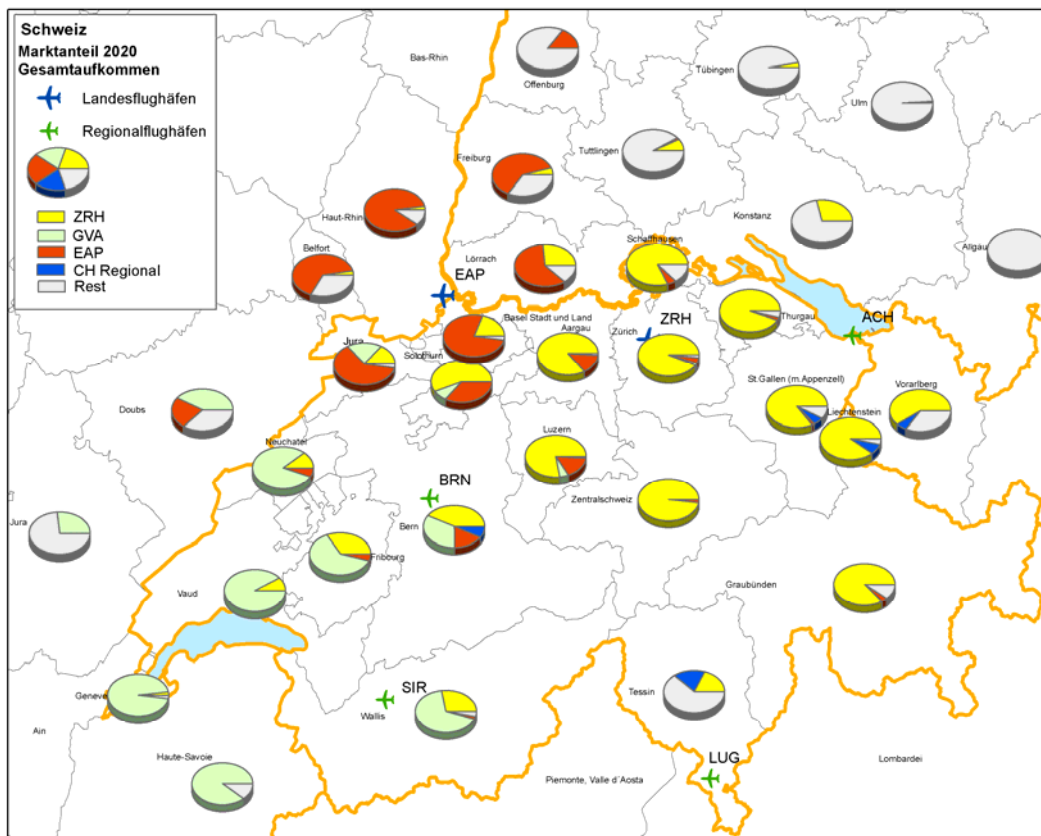 Schweiz
Marktanteil 2020
Gesamtaufkommen
Landesflughäfen
Regionalflughäfen
ZRH
GVA
EAP
CH Regional
Rest
Bas-Rhin
Offenburg
Tübingen
Ulm
Tuttlingen
Freiburg
Haut-Rhin
Konstanz
Allgäu
Belfort
Lörrach
Schaffhausen
EAP
Basel Stadt und Land
Aargau
Zürich
ZRH
Thurgau
ACH
Jura
Solothurn
St.Gallen (m.Appenzell)
Vorarlberg
Liechtenstein
Doubs
Neuchatel
Luzern
Zentralschweiz
BRN
Bern
Jura
Fribourg
Graubünden
Vaud
Geneve
SIR
Wallis
Tessin
Ain
Haute-Savoie
LUG
Piemonte, Valle d´Aosta
Lombardei